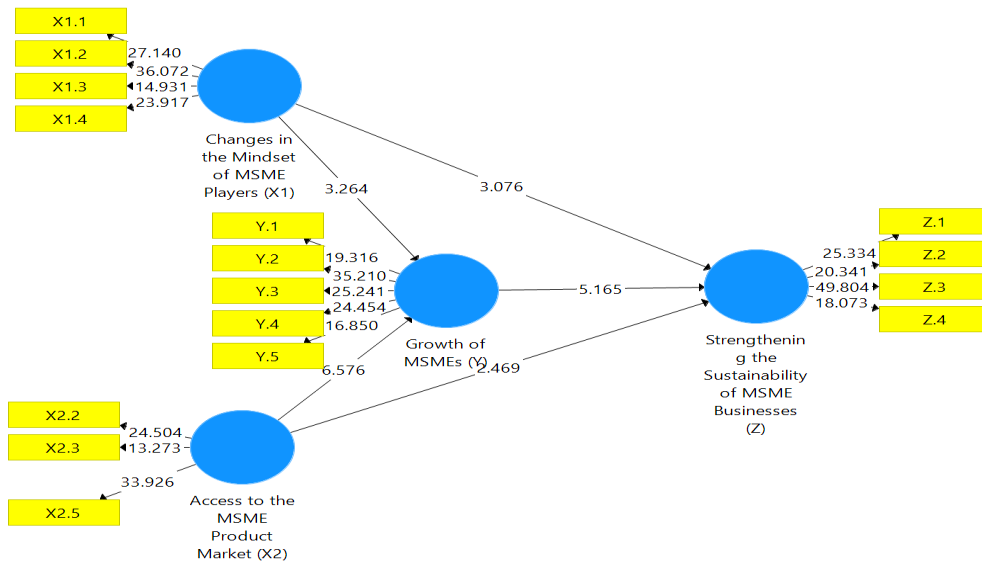 X1.1
X1.2
X1.3
X1.4
27.140
36.072
14.931
23.917
Changes in
the Mindset
of MSME
Players (X1)
3.264
3.076
Y.1
Y.2
Y.3
Y.4
Y.5
19.316
35.210
25.241
24.454
16.850
Growth of
MSMEs (Y)
5.165
6.576
2.469
Z.1
Z.2
Z.3
Z.4
25.334
20.341
49.804
18.073
Strengthenin
g the
Sustainability
of MSME
Businesses
(Z)
X2.2
X2.3
X2.5
24.504
13.273
33.926
Access to the
MSME
Product
Market (X2)